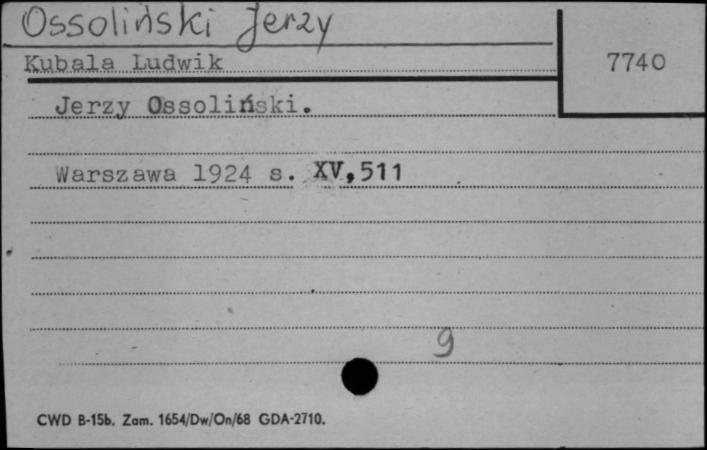 Ossoliński Jerzy
Kubala Ludwik
7740
Jerzy Ossoliński.
Warszawa 1924 s. XV,511
9
CWD B-15b. Zam. 1654/Dw/On/68 GDA-2710.